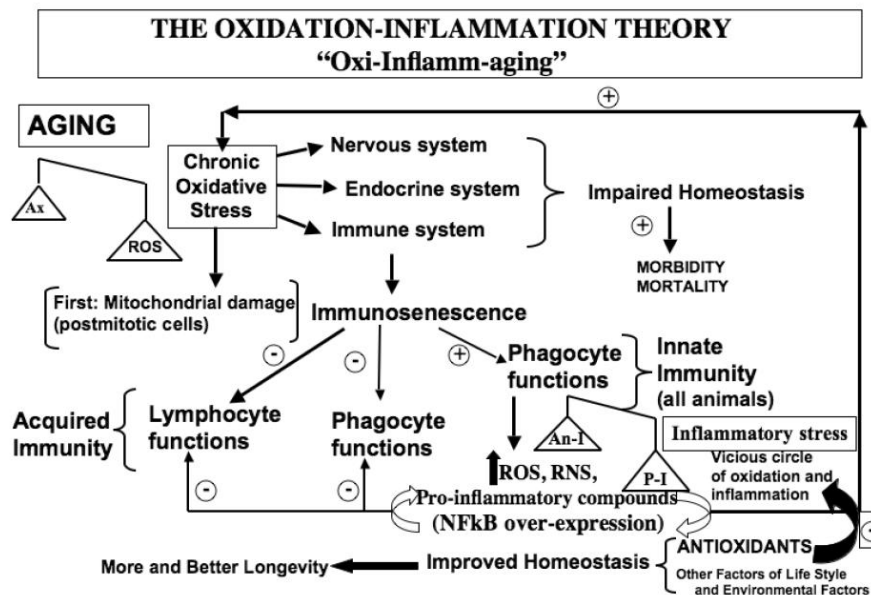 THE OXIDATION-INFLAMMATION THEORY
“Oxi-Inflamm-aging”
+
AGING
Ax
ROS
Chronic
Oxidative
Stress
Nervous system
Endocrine system
Immune system
Impaired Homeostasis
+
MORBIDITY
MORTALITY
First: Mitochondrial damage
(postmitotic cells)
Immunosenescence
-
-
+
Phagocyte
functions
Innate
Immunity
(all animals)
Acquired
Immunity
Lymphocyte
functions
Phagocyte
functions
An-I
P-I
Inflammatory stress
Vicious circle
of oxidation and
inflammation
ROS, RNS,
Pro-inflammatory compounds
(NFkB over-expression)
-
-
More and Better Longevity
Improved Homeostasis
ANTIOXIDANTS
Other Factors of Life Style
and Environmental Factors